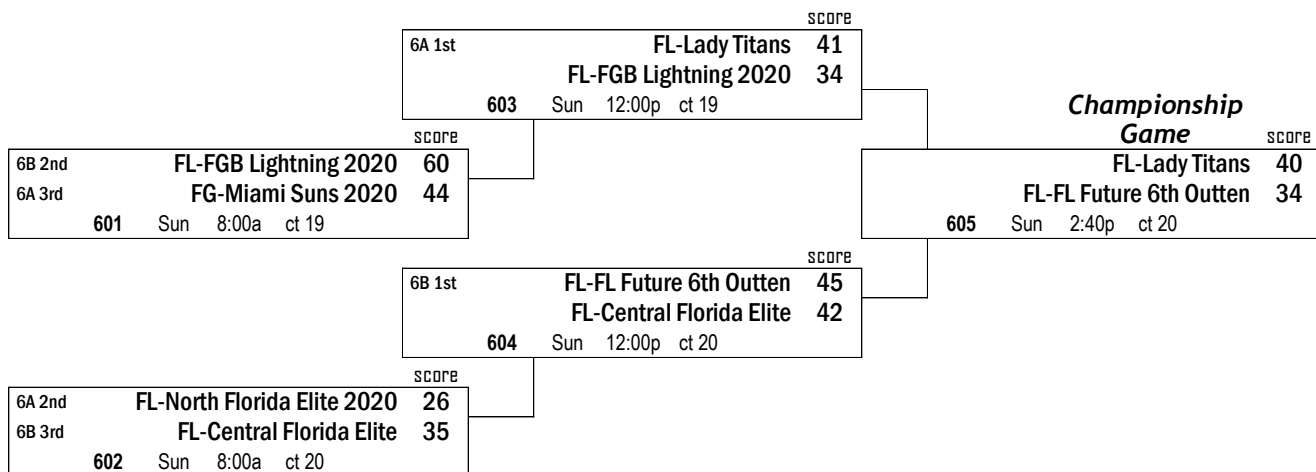 score
6A 1st FL-Lady Titans 41
FL-FGB Lightning 2020 34
603 Sun 12:00p ct 19
score
6B 2nd FL-FGB Lightning 2020 60
6A 3rd FG-Miami Suns 2020 44
601 Sun 8:00a ct 19
Championship
Game score
FL-Lady Titans 40
FL-FL Future 6th Outten 34
605 Sun 2:40p ct 20
score
6B 1st FL-FL Future 6th Outten 45
FL-Central Florida Elite 42
604 Sun 12:00p ct 20
score
6A 2nd FL-North Florida Elite 2020 26
6B 3rd FL-Central Florida Elite 35
602 Sun 8:00a ct 20